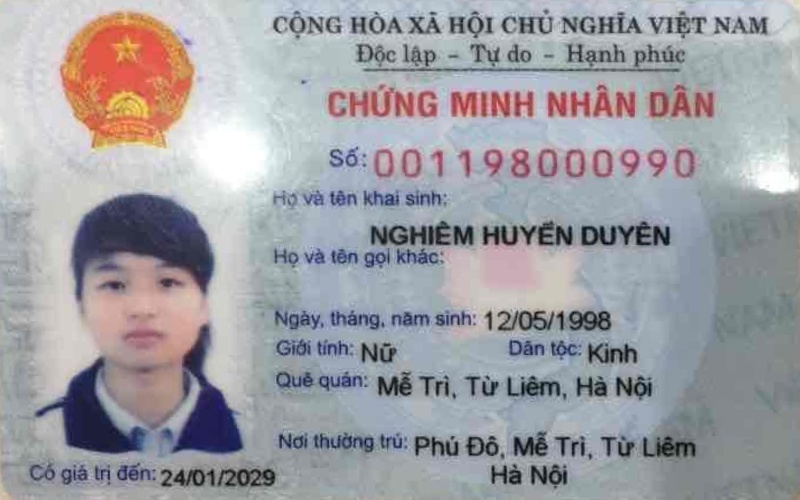 CỘNG HÒA XÃ HỘI CHỦ NGHĨA VIỆT NAM
Độc lập - Tự do - Hạnh phúc
CHỨNG MINH NHÂN DÂN
Số: 001198000990
Họ và tên khai sinh:
NGHIÊM HUYỀN DUYÊN
Họ và tên gọi khác:
Ngày, tháng, năm sinh: 12/05/1998
Giới tính: Nữ Dân tộc: Kinh
Quê quán: Mễ Trì, Từ Liêm, Hà Nội
Nơi thường trú: Phú Đô, Mễ Trì, Từ Liêm
Hà Nội
Có giá trị đến: 24/01/2029